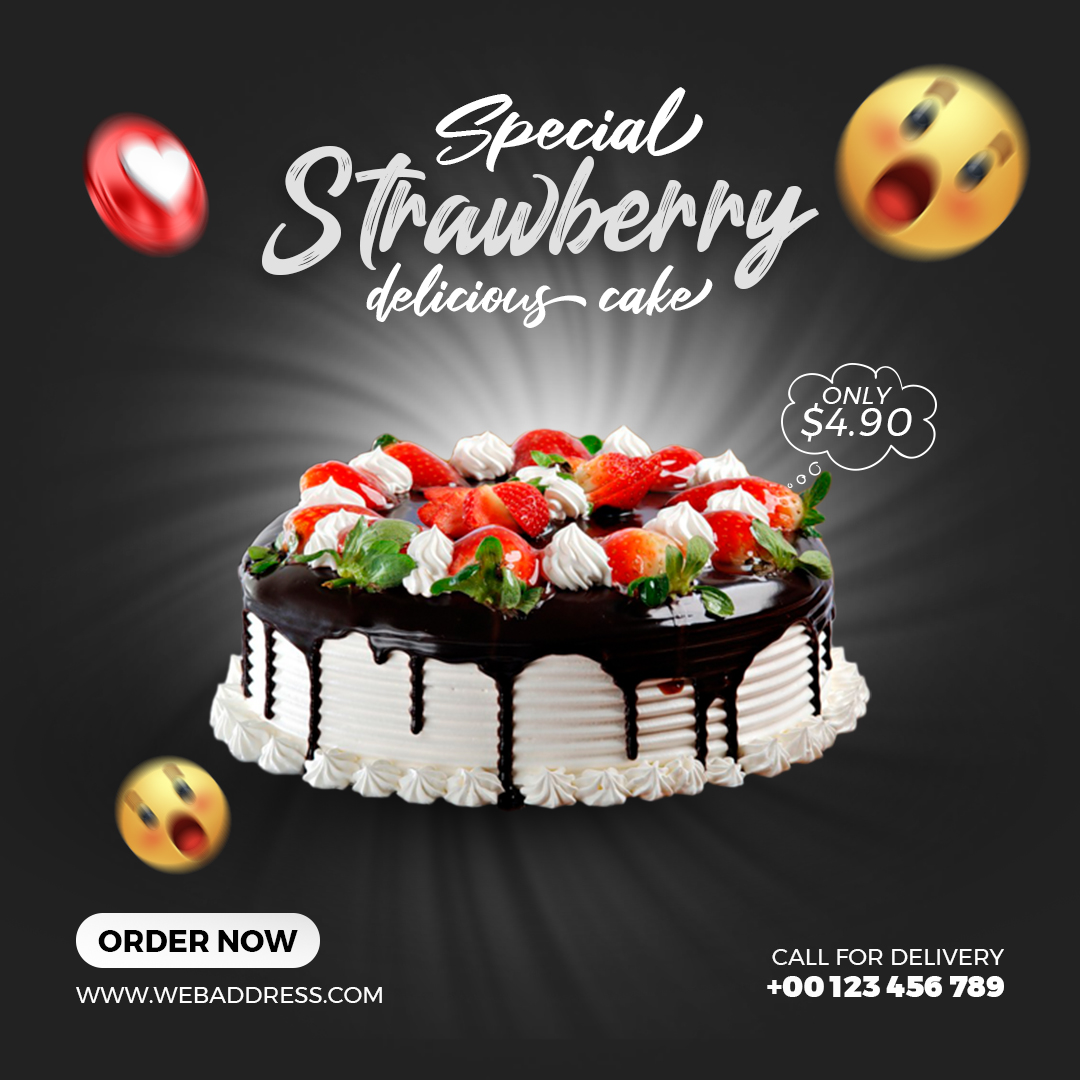 Special
Strawberry
delicious cake
ONLY
$4.90
ORDER NOW
WWW.WEBADDRESS.COM
CALL FOR DELIVERY
+00 123 456 789